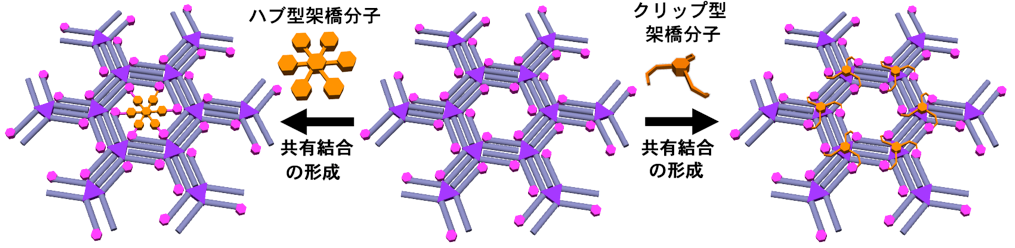 ハブ型架橋分子
共有結合
の形成
クリップ型
架橋分子
共有結合
の形成